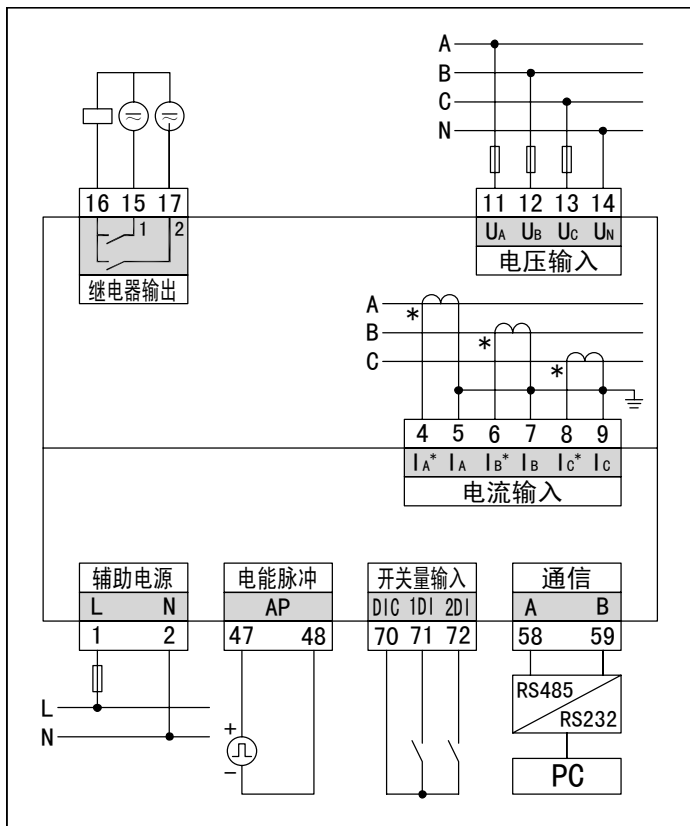 A
B
C
N
16 15 17
1 2
继电器输出
11 12 13 14
UA UB UC UN
电压输入
A
*
B
*
C
*
4 5 6 7 8 9
IA* IA IB* IB IC* IC
电流输入
辅助电源
L N
1 2
L
N
电能脉冲
AP
47 48
+
−
开关量输入
DIC 1DI 2DI
70 71 72
通信
A B
58 59
RS485
RS232
PC